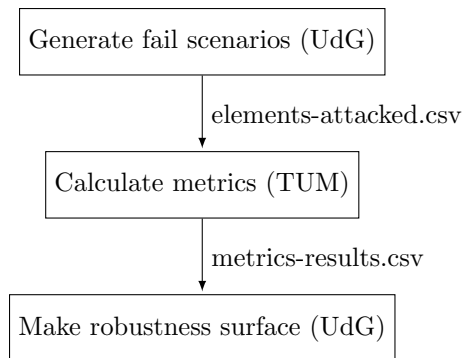 Generate fail scenarios (UdG)
elements-attacked.csv
Calculate metrics (TUM)
metrics-results.csv
Make robustness surface (UdG)